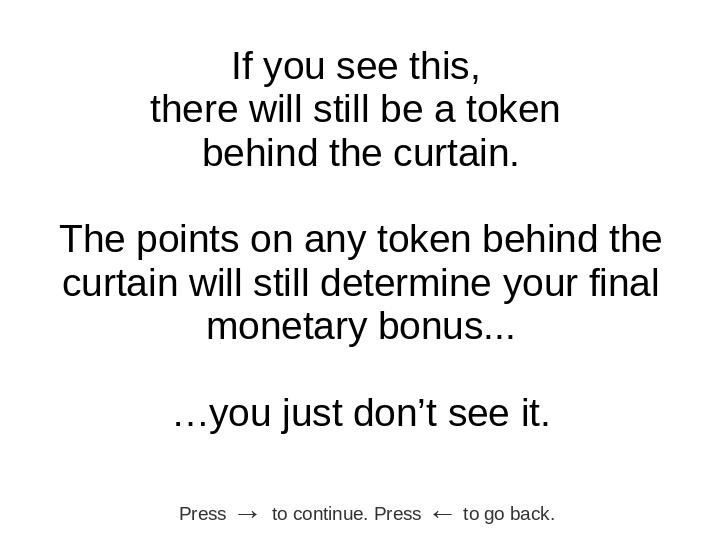 If you see this,
there will still be a token
behind the curtain.
The points on any token behind the
curtain will still determine your final
monetary bonus...
…you just don’t see it.
Press → to continue. Press ← to go back.